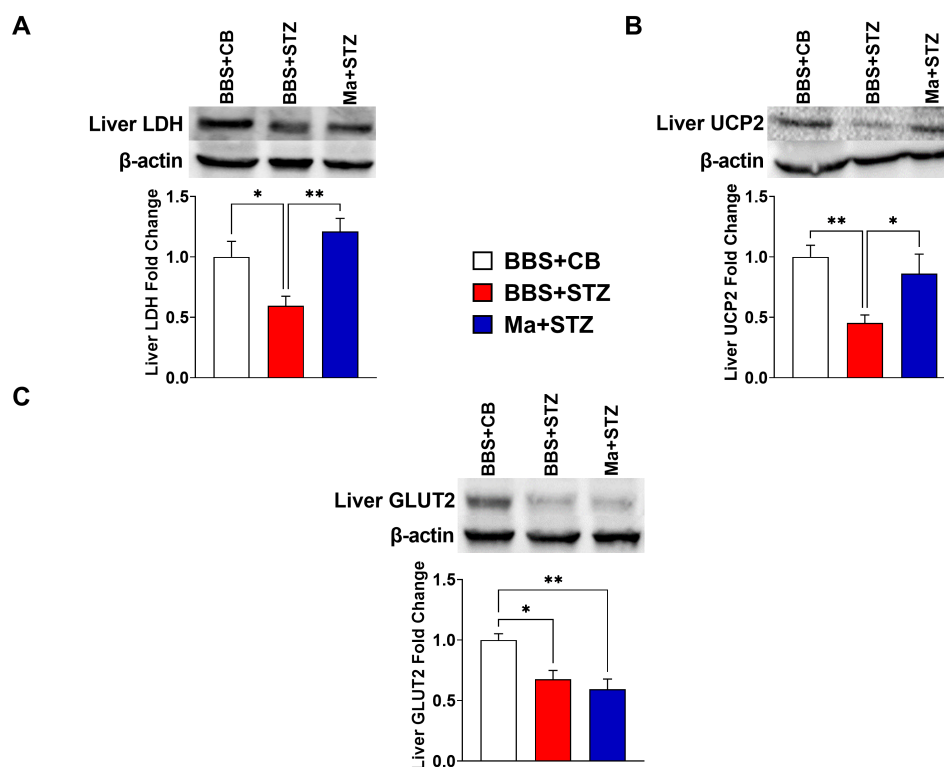 A
BBS+CB
BBS+STZ
Ma+STZ
Liver LDH
β-actin
Liver LDH Fold Change
1.5
1.0
0.5
0.0
*
**
B
BBS+CB
BBS+STZ
Ma+STZ
Liver UCP2
β-actin
Liver UCP2 Fold Change
1.5
1.0
0.5
0.0
**
*
BBS+CB
BBS+STZ
Ma+STZ
C
BBS+CB
BBS+STZ
Ma+STZ
Liver GLUT2
β-actin
Liver GLUT2 Fold Change
1.5
1.0
0.5
0.0
**
*